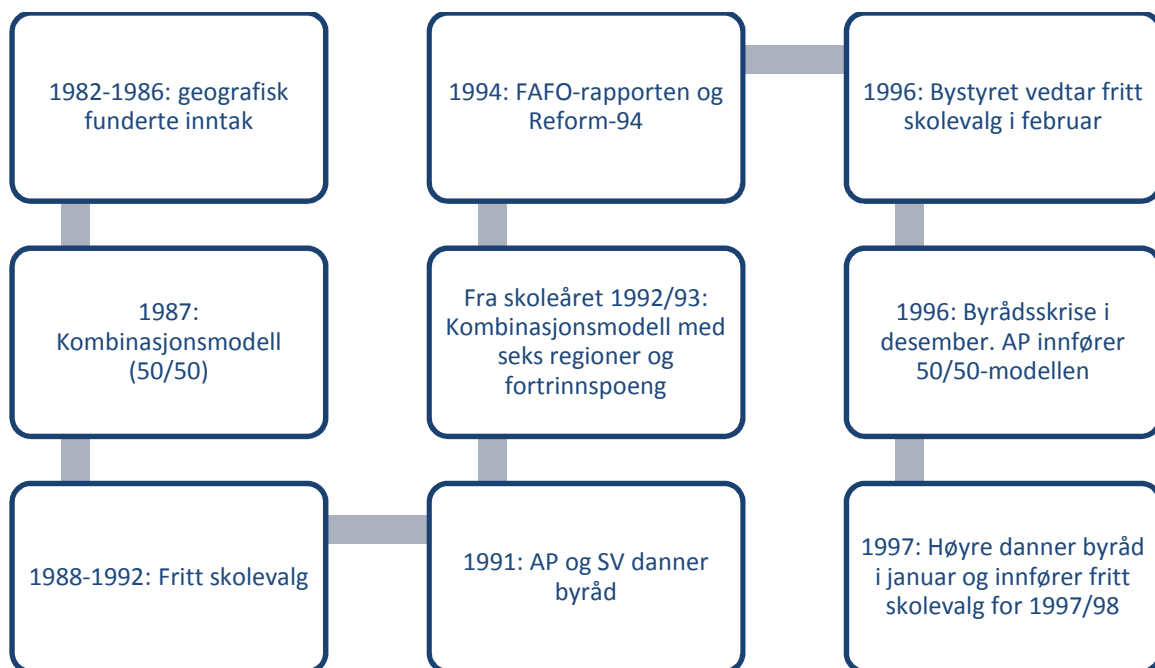 1982-1986: geografisk
funderte inntak
1987:
Kombinasjonsmodell
(50/50)
1988-1992: Fritt skolevalg
1991: AP og SV danner
byråd
Fra skoleåret 1992/93:
Kombinasjonsmodell med
seks regioner og
fortrinnspoeng
1994: FAFO-rapporten og
Reform-94
1996: Bystyret vedtar fritt
skolevalg i februar
1996: Byrådsskrise i
desember. AP innfører
50/50-modellen
1997: Høyre danner byråd
i januar og innfører fritt
skolevalg for 1997/98